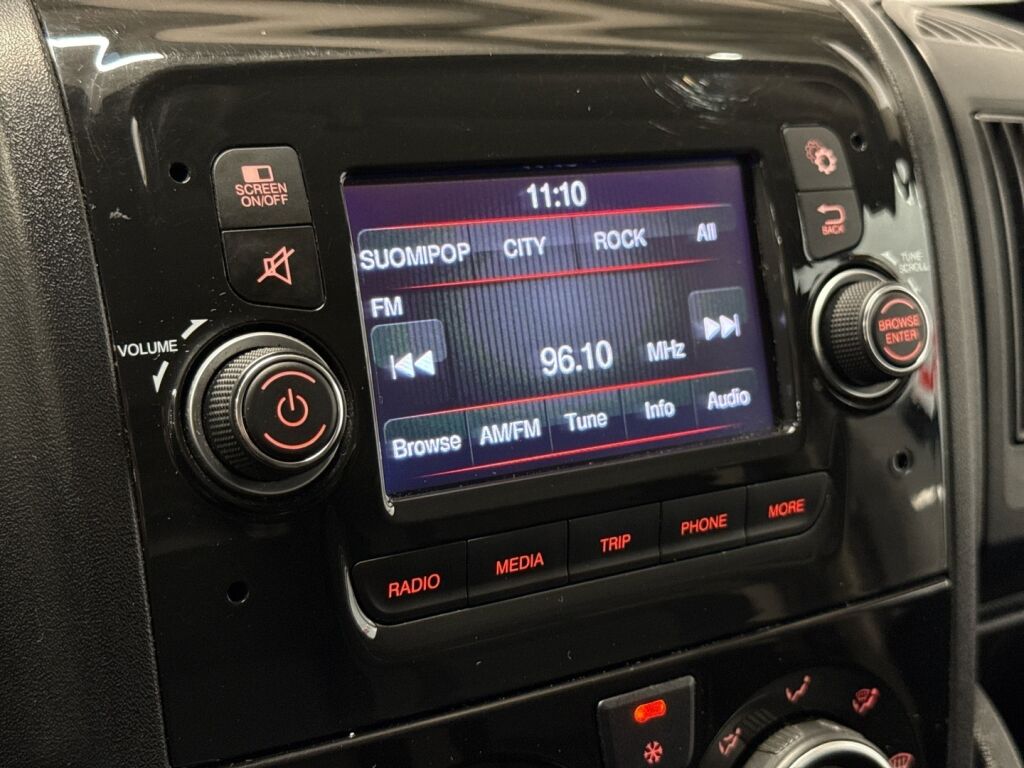 SCREEN
ON/OFF
VOLUME
11:10
SUOMIPOP CITY ROCK All
FM
96.10 MHz
Browse AM/FM Tune Info Audio
BACK
TUNE
SCROLL
BROWSE
ENTER
RADIO MEDIA TRIP PHONE MORE